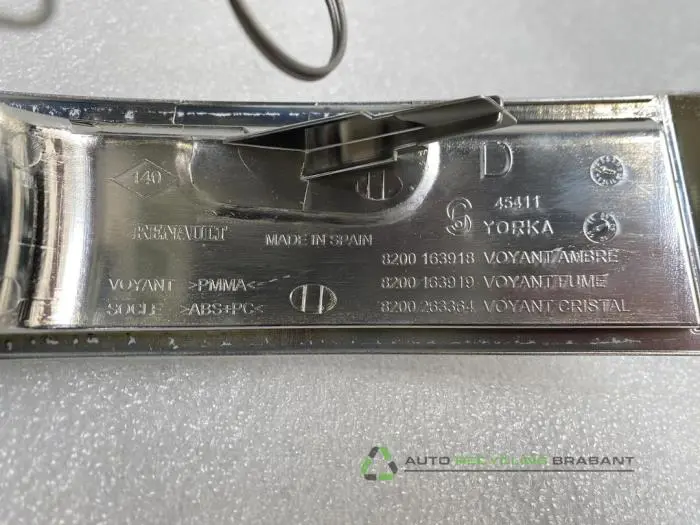 140
RENAULT
MADE IN SPAIN
VOYANT >PMMA<
SOCLE >ABS+PC<
D
45411
YORKA
8200 163918 VOYANT AMBRE
8200 163919 VOYANT FUME
8200 263364 VOYANT CRISTAL
AUTO RECYCLING BRABANT